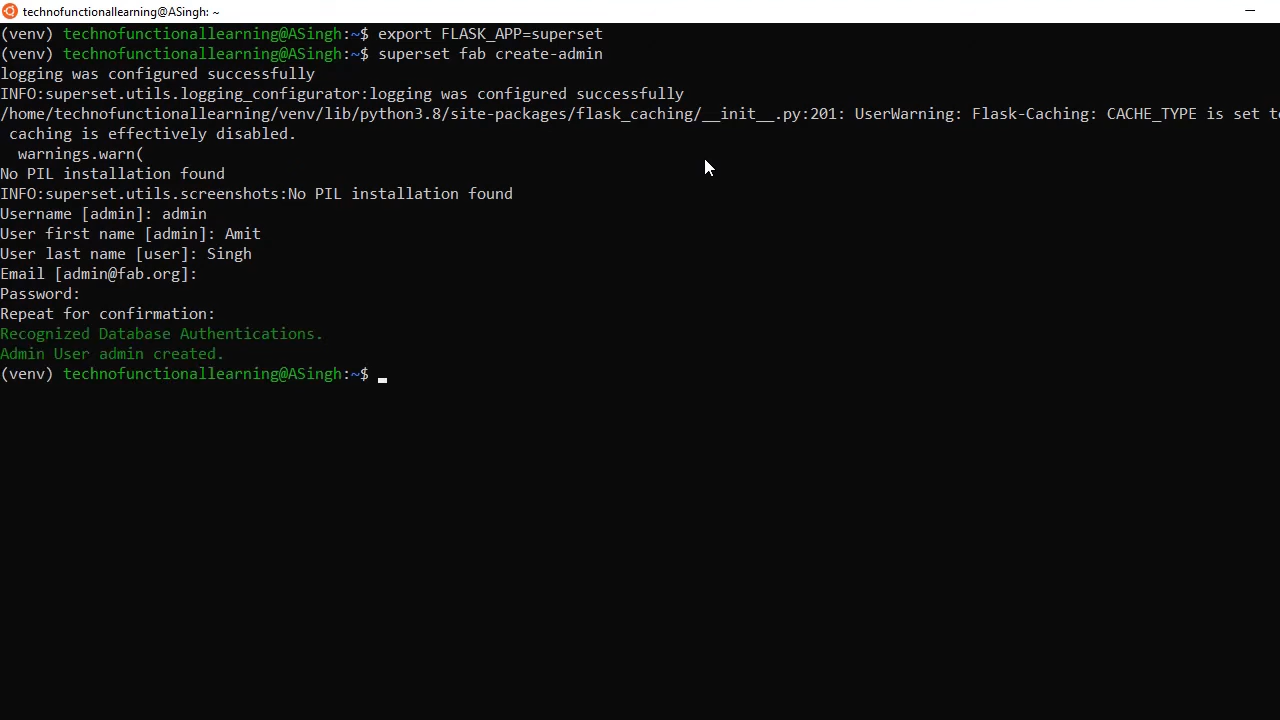 technofunctionallearning@ASingh: ~
(venv) technofunctionallearning@ASingh:~$ export FLASK_APP=superset
(venv) technofunctionallearning@ASingh:~$ superset fab create-admin
logging was configured successfully
INFO:superset.utils.logging_configurator:logging was configured successfully
/home/technofunctionallearning/venv/lib/python3.8/site-packages/flask_caching/__init__.py:201: UserWarning: Flask-Caching: CACHE_TYPE is set to
caching is effectively disabled.
warnings.warn(
No PIL installation found
INFO:superset.utils.screenshots:No PIL installation found
Username [admin]: admin
User first name [admin]: Amit
User last name [user]: Singh
Email [admin@fab.org]:
Password:
Repeat for confirmation:
Recognized Database Authentications.
Admin User admin created.
(venv) technofunctionallearning@ASingh:~$